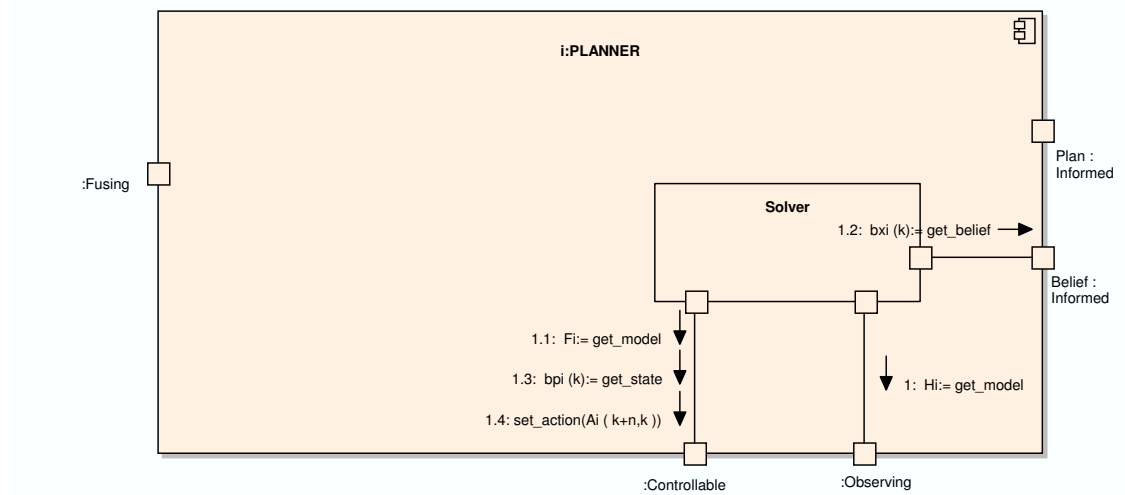 i:PLANNER
Plan :
Informed
:Fusing
Solver
1.2:  bxi (k):= get_belief
Belief :
Informed
1.1:  Fi:= get_model
1.3:  bpi (k):= get_state
1:  Hi:= get_model
1.4: set_action(Ai ( k+n,k ))
:Controllable
:Observing